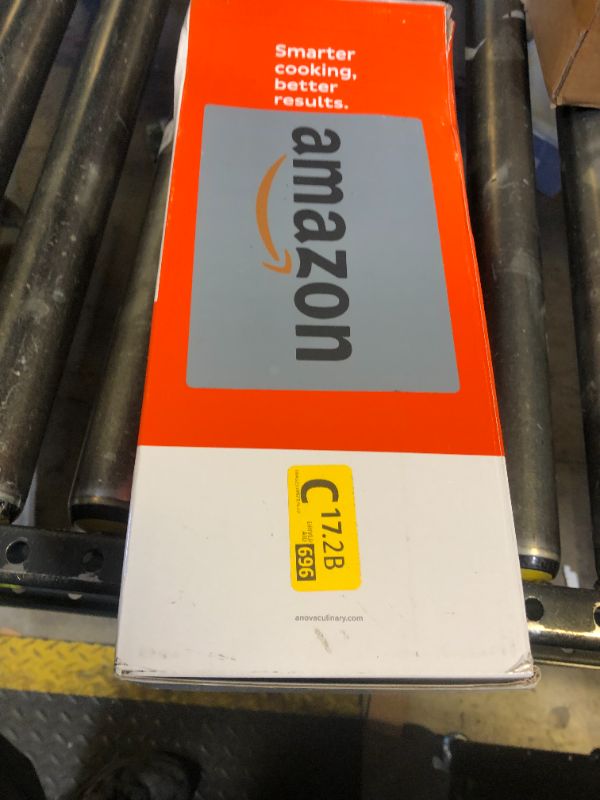 Smarter
cooking,
better
results.
amazon
C 17.2B
696
anovaculinary.com